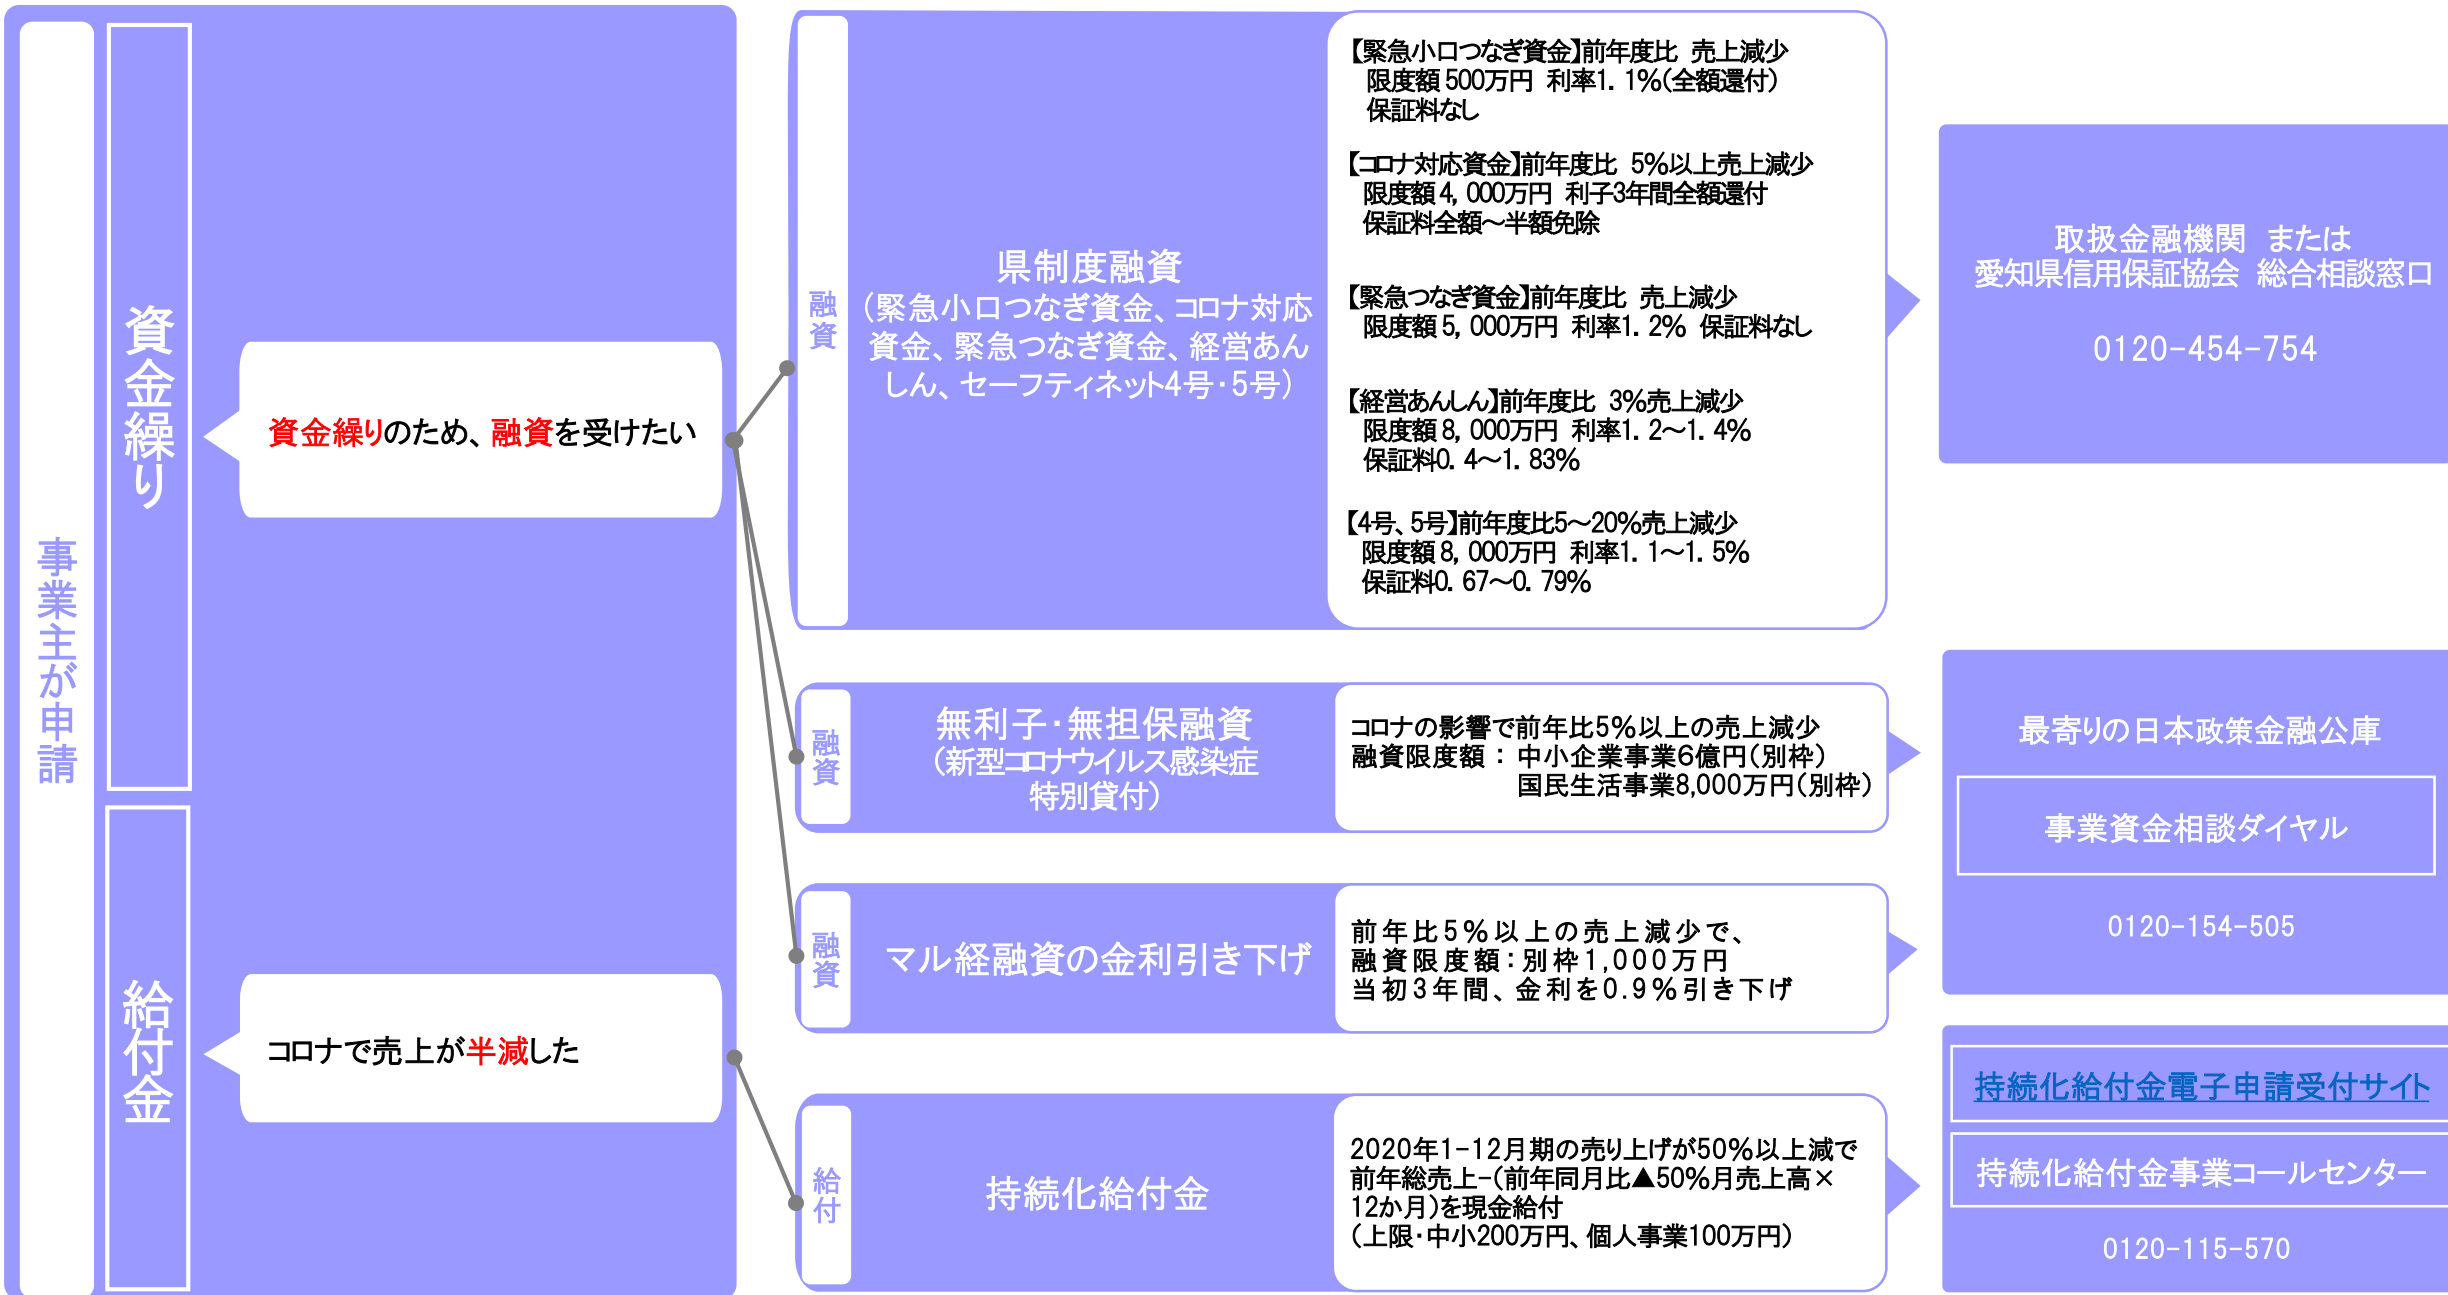 事業主が申請
資金繰り
資金繰りのため、融資を受けたい
融資
県制度融資
（緊急小口つなぎ資金、コロナ対応
資金、緊急つなぎ資金、経営あん
しん、セーフティネット4号・5号）
【緊急小口つなぎ資金】前年度比 売上減少
限度額500万円 利率1．1%(全額還付)
保証料なし
【コロナ対応資金】前年度比 5%以上売上減少
限度額4，000万円 利子3年間全額還付
保証料全額～半額免除
【緊急つなぎ資金】前年度比 売上減少
限度額5，000万円 利率1．2% 保証料なし
【経営あんしん】前年度比 3%売上減少
限度額8，000万円 利率1．2～1．4%
保証料0．4～1．83%
【4号、5号】前年度比5～20%売上減少
限度額8，000万円 利率1．1～1．5%
保証料0．67～0．79%
取扱金融機関 または
愛知県信用保証協会 総合相談窓口
0120-454-754
融資
無利子・無担保融資
（新型コロナウイルス感染症
特別貸付）
コロナの影響で前年比5%以上の売上減少
融資限度額：中小企業事業6億円（別枠）
国民生活事業8,000万円（別枠）
最寄りの日本政策金融公庫
事業資金相談ダイヤル
0120-154-505
融資
マル経融資の金利引き下げ
前年比5%以上の売上減少で、
融資限度額：別枠1,000万円
当初3年間、金利を0.9%引き下げ
給付金
コロナで売上が半減した
給付
持続化給付金
2020年1-12月期の売り上げが50%以上減で
前年総売上-（前年同月比▲50%月売上高×
12か月）を現金給付
（上限・中小200万円、個人事業100万円）
持続化給付金電子申請受付サイト
持続化給付金事業コールセンター
0120-115-570